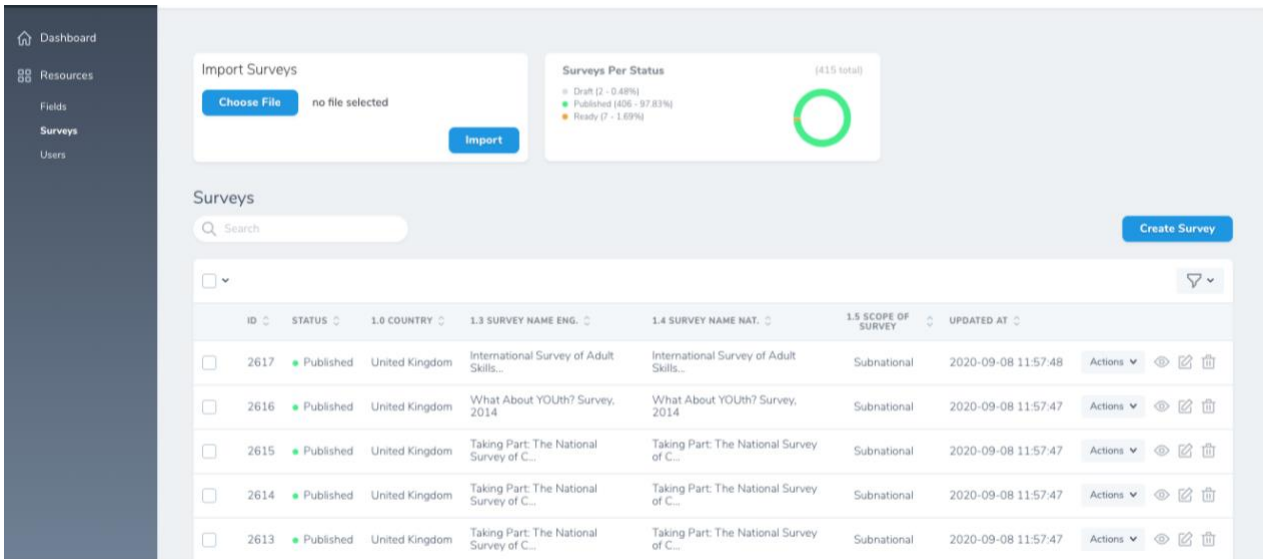 Dashboard
Resources
Fields
Surveys
Users
Import Surveys
Choose File no file selected
Import
Surveys Per Status (415 total)
Draft (2 - 0.48%)
Published (406 - 97.83%)
Ready (7 - 1.69%)
Surveys
Search
Create Survey
ID STATUS 1.0 COUNTRY 1.3 SURVEY NAME ENG. 1.4 SURVEY NAME NAT. 1.5 SCOPE OF SURVEY UPDATED AT
2617 Published United Kingdom International Survey of Adult Skills... International Survey of Adult Skills... Subnational 2020-09-08 11:57:48 Actions
2616 Published United Kingdom What About YOUth? Survey, 2014 What About YOUth? Survey, 2014 Subnational 2020-09-08 11:57:47 Actions
2615 Published United Kingdom Taking Part: The National Survey of C... Taking Part: The National Survey of C... Subnational 2020-09-08 11:57:47 Actions
2614 Published United Kingdom Taking Part: The National Survey of C... Taking Part: The National Survey of C... Subnational 2020-09-08 11:57:47 Actions
2613 Published United Kingdom Taking Part: The National Survey of C... Taking Part: The National Survey of C... Subnational 2020-09-08 11:57:47 Actions